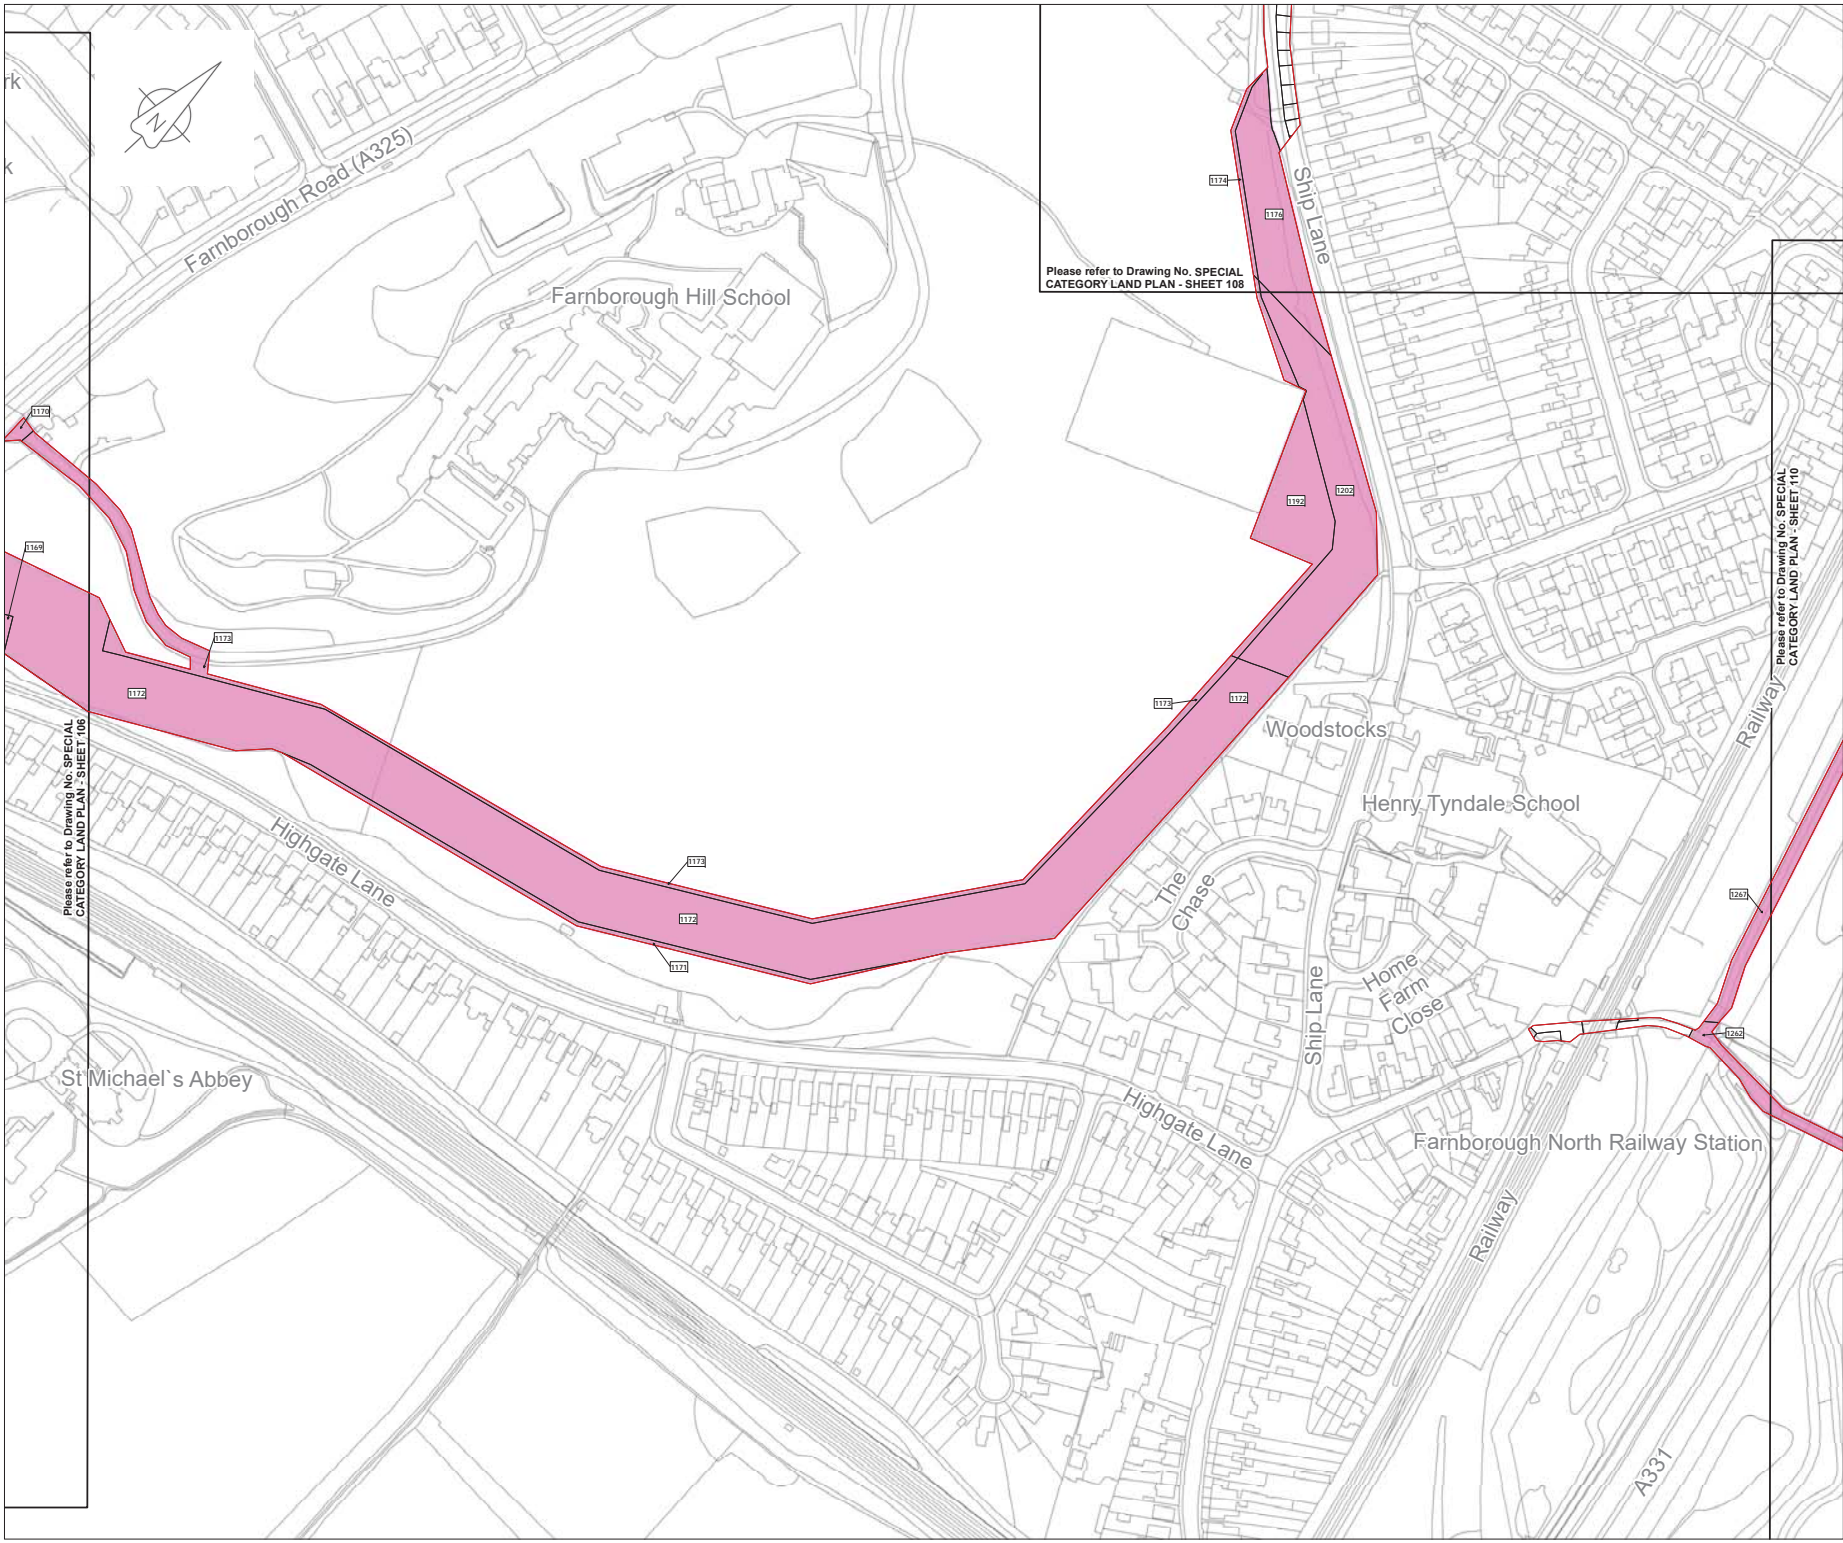 rk
k
N
Farnborough Road (A325)
Farnborough Hill School
1174
1176
Ship Lane
Please refer to Drawing No. SPECIAL
CATEGORY LAND PLAN - SHEET 108
1170
1169
1173
1172
1192
1202
Please refer to Drawing No. SPECIAL
CATEGORY LAND PLAN - SHEET 110
1173
1172
Woodstocks
Railway
Henry Tyndale School
Please refer to Drawing No. SPECIAL
CATEGORY LAND PLAN - SHEET 106
Highgate Lane
1173
1172
1171
The
Chase
1267
Home
Farm
Close
Ship Lane
1262
St Michael`s Abbey
Highgate Lane
Farnborough North Railway Station
Railway
A331